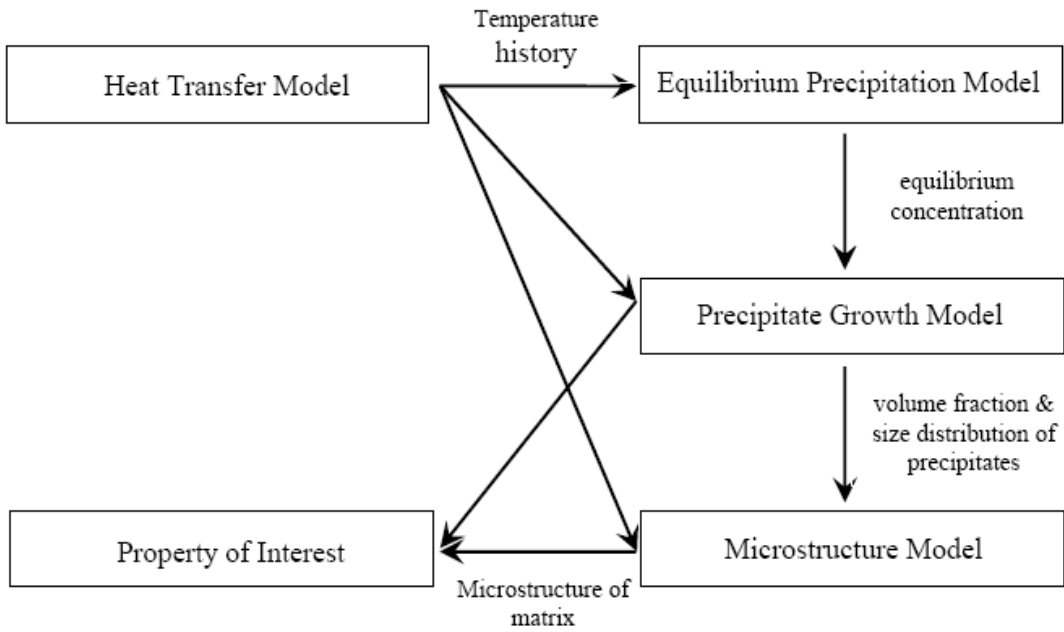 Temperature
history
Heat Transfer Model
Equilibrium Precipitation Model
equilibrium
concentration
Precipitate Growth Model
volume fraction &
size distribution of
precipitates
Property of Interest
Microstructure Model
Microstructure of
matrix